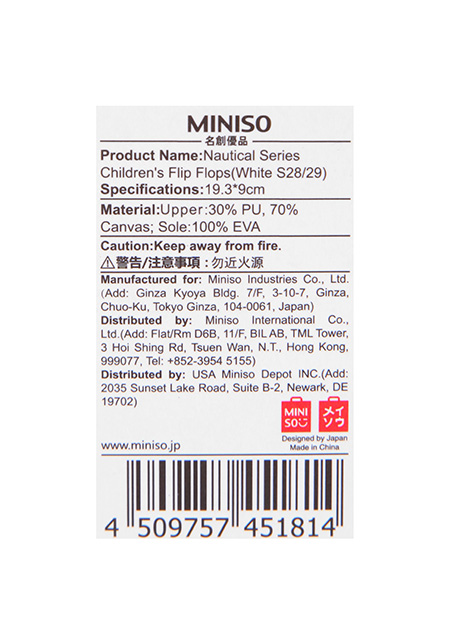 MINISO
名創優品
Product Name:Nautical Series
Children's Flip Flops(White S28/29)
Specifications:19.3*9cm
Material:Upper:30% PU, 70%
Canvas; Sole:100% EVA
Caution:Keep away from fire.
⚠警告/注意事項：勿近火源
Manufactured for: Miniso Industries Co., Ltd.
(Add: Ginza Kyoya Bldg. 7/F, 3-10-7, Ginza,
Chuo-Ku, Tokyo Ginza, 104-0061, Japan)
Distributed by: Miniso International Co.,
Ltd.(Add: Flat/Rm D6B, 11/F, BIL AB, TML Tower,
3 Hoi Shing Rd, Tsuen Wan, N.T., Hong Kong,
999077, Tel: +852-3954 5155)
Distributed by: USA Miniso Depot INC.(Add:
2035 Sunset Lake Road, Suite B-2, Newark, DE
19702)
MINI メイ
SO ソウ
Designed by Japan
www.miniso.jp Made in China
4 509757 451814